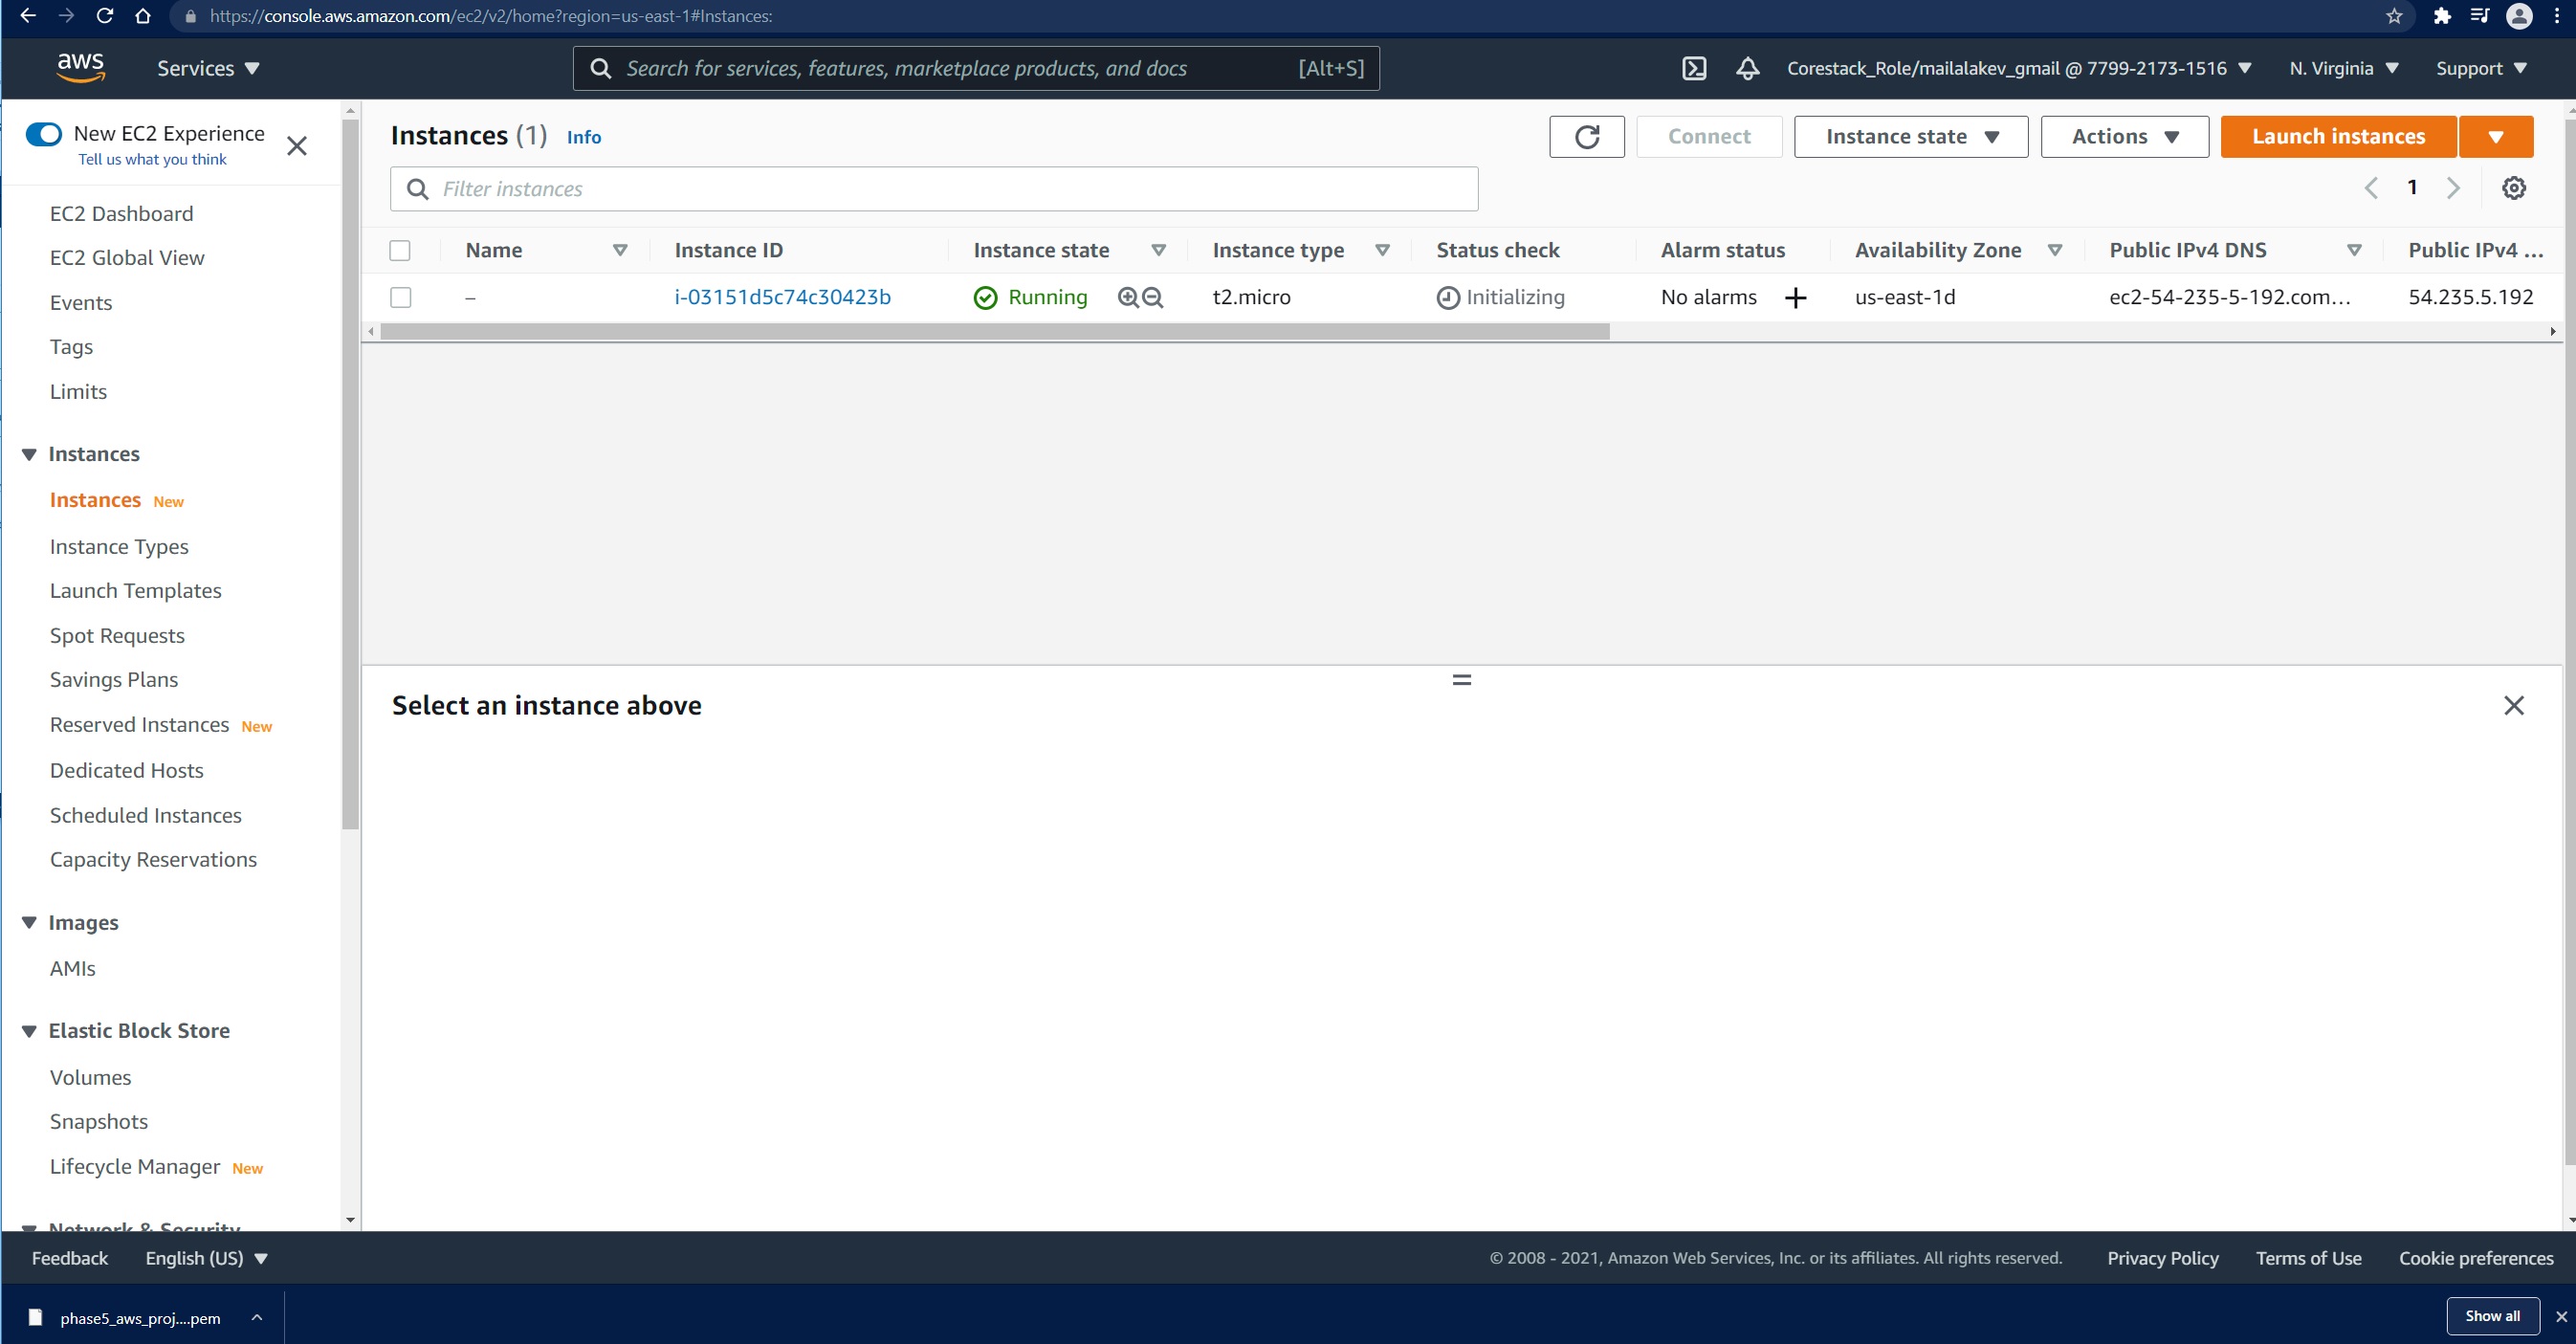 https://console.aws.amazon.com/ec2/v2/home?region=us-east-1#Instances:
aws Services Search for services, features, marketplace products, and docs [Alt+S] Corestack_Role/mailalakev_gmail @ 7799-2173-1516 N. Virginia Support
New EC2 Experience
Tell us what you think
EC2 Dashboard
EC2 Global View
Events
Tags
Limits
Instances
Instances New
Instance Types
Launch Templates
Spot Requests
Savings Plans
Reserved Instances New
Dedicated Hosts
Scheduled Instances
Capacity Reservations
Images
AMIs
Elastic Block Store
Volumes
Snapshots
Lifecycle Manager New
Network & Security
Instances (1) Info Connect Instance state Actions Launch instances
Filter instances 1
Name Instance ID Instance state Instance type Status check Alarm status Availability Zone Public IPv4 DNS Public IPv4 ...
– i-03151d5c74c30423b Running t2.micro Initializing No alarms + us-east-1d ec2-54-235-5-192.com... 54.235.5.192
Select an instance above
Feedback English (US) © 2008 - 2021, Amazon Web Services, Inc. or its affiliates. All rights reserved. Privacy Policy Terms of Use Cookie preferences
phase5_aws_proj....pem Show all